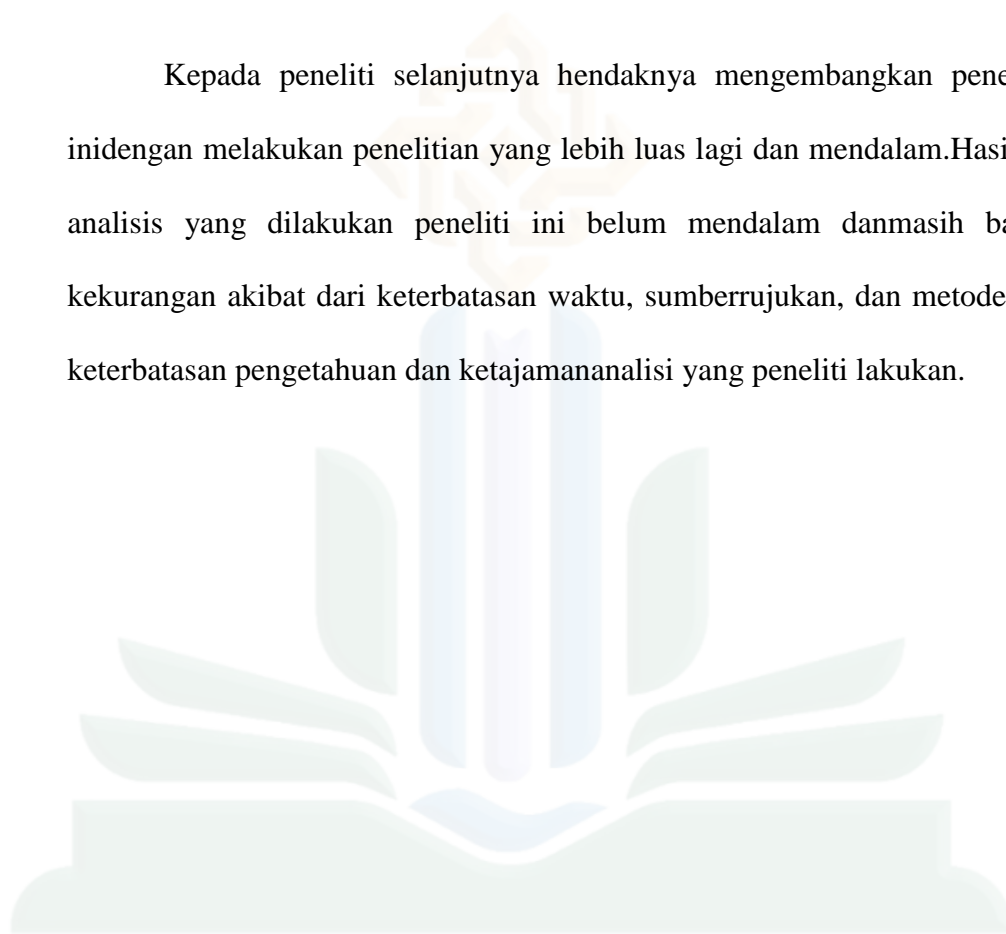 Kepada peneliti selanjutnya hendaknya mengembangkan pene
inidengan melakukan penelitian yang lebih luas lagi dan mendalam.Hasi
analisis yang dilakukan peneliti ini belum mendalam danmasih ba
kekurangan akibat dari keterbatasan waktu, sumberrujukan, dan metode
keterbatasan pengetahuan dan ketajamananalisi yang peneliti lakukan.